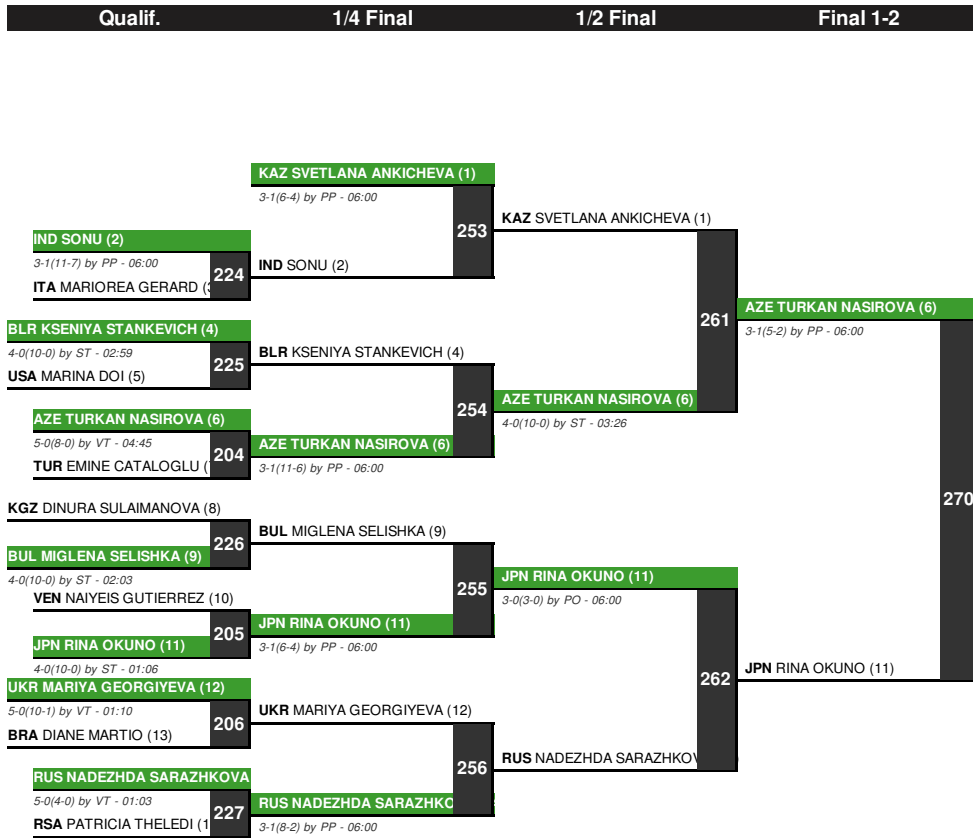 Qualif. 1/4 Final 1/2 Final Final 1-2
KAZ SVETLANA ANKICHEVA (1)
3-1(6-4) by PP - 06:00
253
KAZ SVETLANA ANKICHEVA (1)
IND SONU (2)
3-1(11-7) by PP - 06:00
224
IND SONU (2)
ITA MARIOREA GERARD (
261
AZE TURKAN NASIROVA (6)
3-1(5-2) by PP - 06:00
BLR KSENIYA STANKEVICH (4)
4-0(10-0) by ST - 02:59
225
BLR KSENIYA STANKEVICH (4)
USA MARINA DOI (5)
254
AZE TURKAN NASIROVA (6)
4-0(10-0) by ST - 03:26
AZE TURKAN NASIROVA (6)
5-0(8-0) by VT - 04:45
204
AZE TURKAN NASIROVA (6)
TUR EMINE CATALOGLU (
3-1(11-6) by PP - 06:00
270
KGZ DINURA SULAIMANOVA (8)
226
BUL MIGLENA SELISHKA (9)
BUL MIGLENA SELISHKA (9)
4-0(10-0) by ST - 02:03
255
JPN RINA OKUNO (11)
3-0(3-0) by PO - 06:00
VEN NAIYEIS GUTIERREZ (10)
205
JPN RINA OKUNO (11)
JPN RINA OKUNO (11)
3-1(6-4) by PP - 06:00
4-0(10-0) by ST - 01:06
262
JPN RINA OKUNO (11)
UKR MARIYA GEORGIYEVA (12)
5-0(10-1) by VT - 01:10
206
UKR MARIYA GEORGIYEVA (12)
BRA DIANE MARTIO (13)
256
RUS NADEZHDA SARAZHKOV
RUS NADEZHDA SARAZHKOVA
5-0(4-0) by VT - 01:03
227
RUS NADEZHDA SARAZHKO
RSA PATRICIA THELEDI (1
3-1(8-2) by PP - 06:00